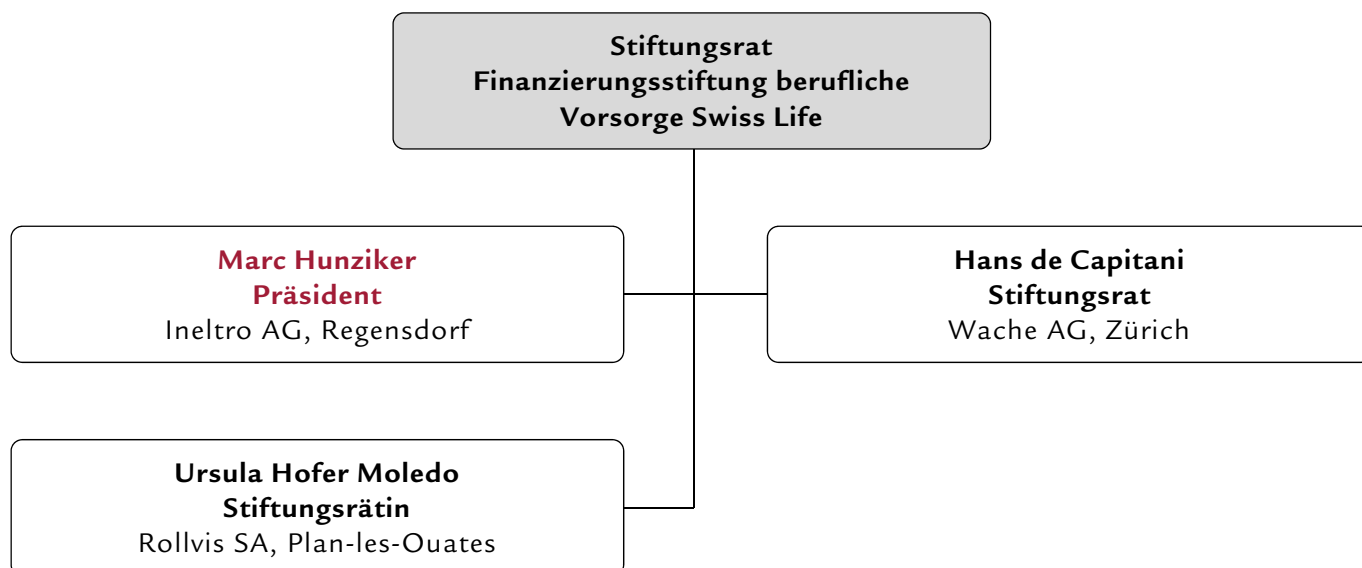 Stiftungsrat
Finanzierungsstiftung berufliche
Vorsorge Swiss Life
Marc Hunziker
Präsident
Ineltro AG, Regensdorf
Hans de Capitani
Stiftungsrat
Wache AG, Zürich
Ursula Hofer Moledo
Stiftungsrätin
Rollvis SA, Plan-les-Ouates